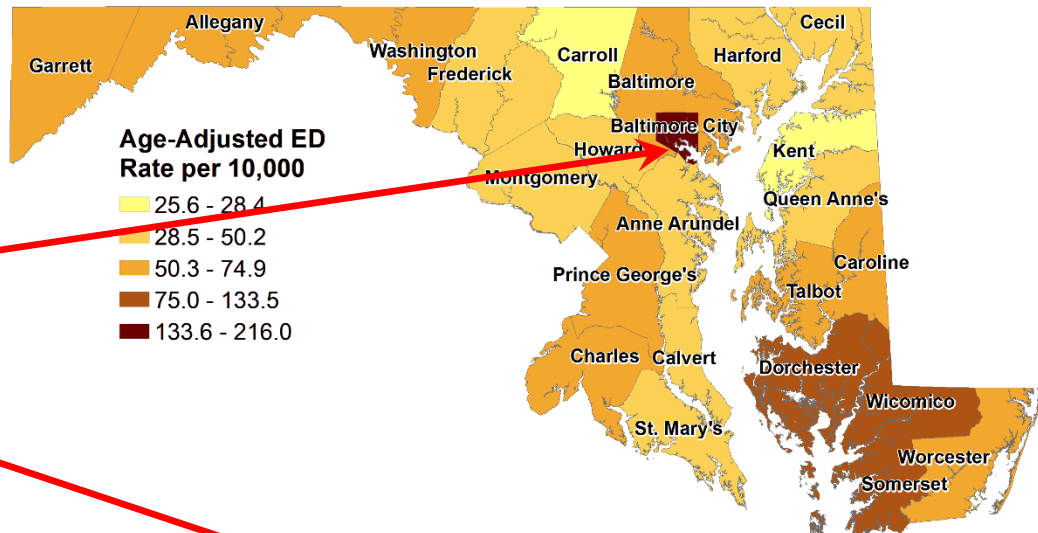 Allegany
Cecil
Garrett
Washington
Frederick
Carroll
Harford
Baltimore
Age-Adjusted ED
Rate per 10,000
Baltimore City
Howard
Kent
Montgomery
25.6 - 28.4
Queen Anne's
28.5 - 50.2
Anne Arundel
50.3 - 74.9
Prince George's
Caroline
Talbot
75.0 - 133.5
133.6 - 216.0
Charles
Calvert
Dorchester
Wicomico
St. Mary's
Worcester
Somerset